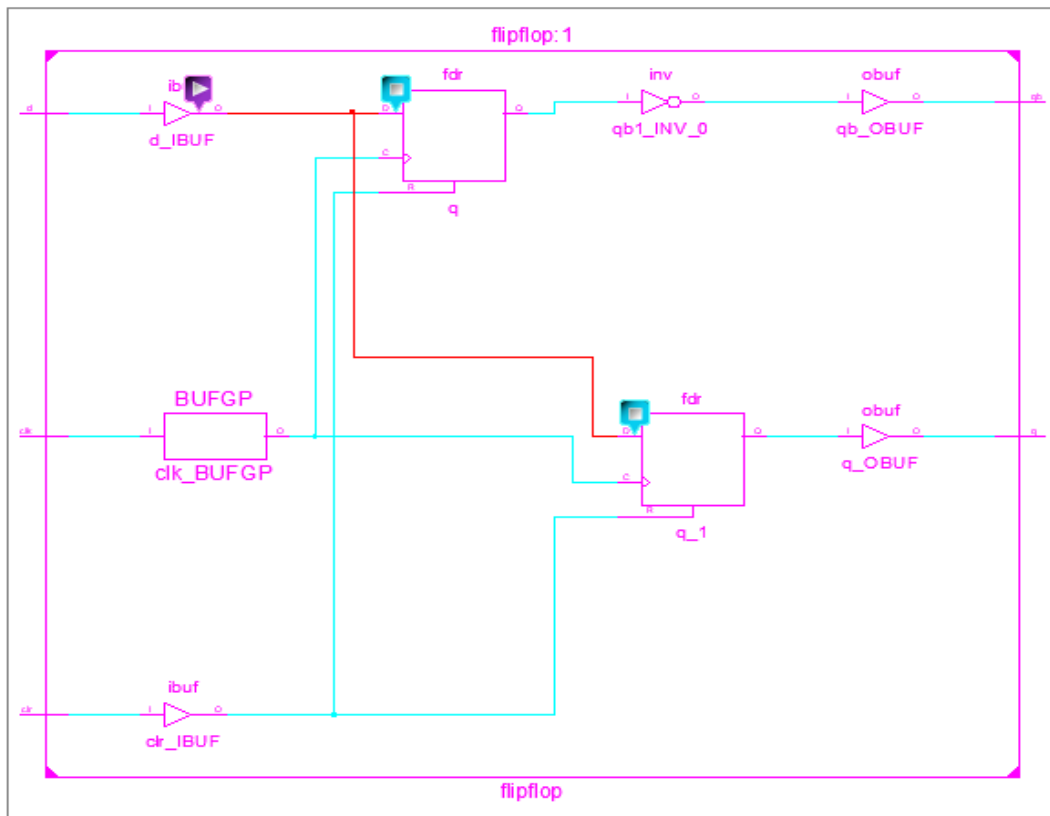 flipflop:1
ib
fdr
inv
obuf
d
I
O
D
Q
I
O
I
O
qb
d_IBUF
qb1_INV_0
qb_OBUF
C
R
q
BUFGP
fdr
obuf
clk
I
O
D
Q
I
O
q
clk_BUFGP
q_OBUF
C
R
q_1
ibuf
clr
I
O
clr_IBUF
flipflop